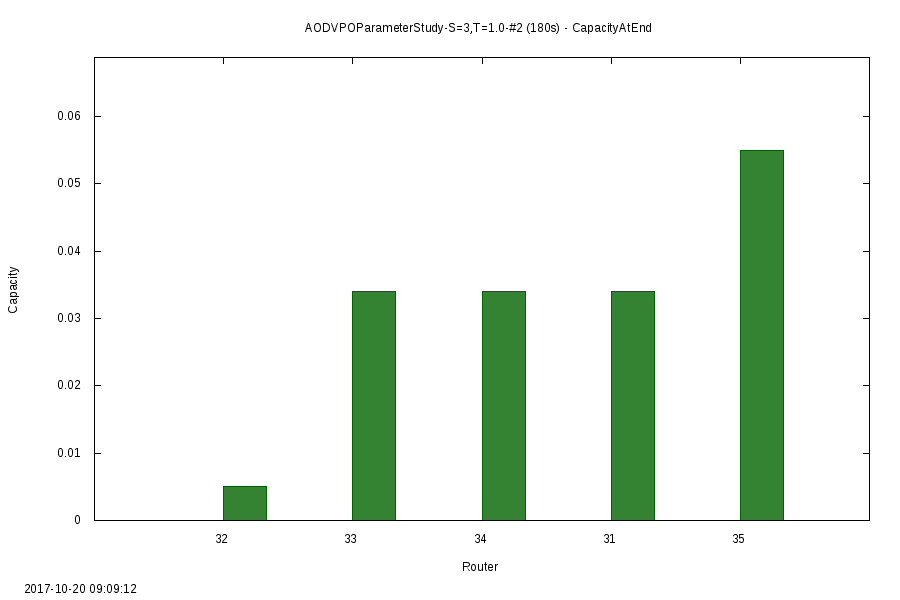 AODVPOParameterStudy-S=3,T=1.0-#2 (180s) - CapacityAtEnd
0.06
0.05
0.04
0.03
0.02
0.01
0
Capacity
32 33 34 31 35
Router
2017-10-20 09:09:12